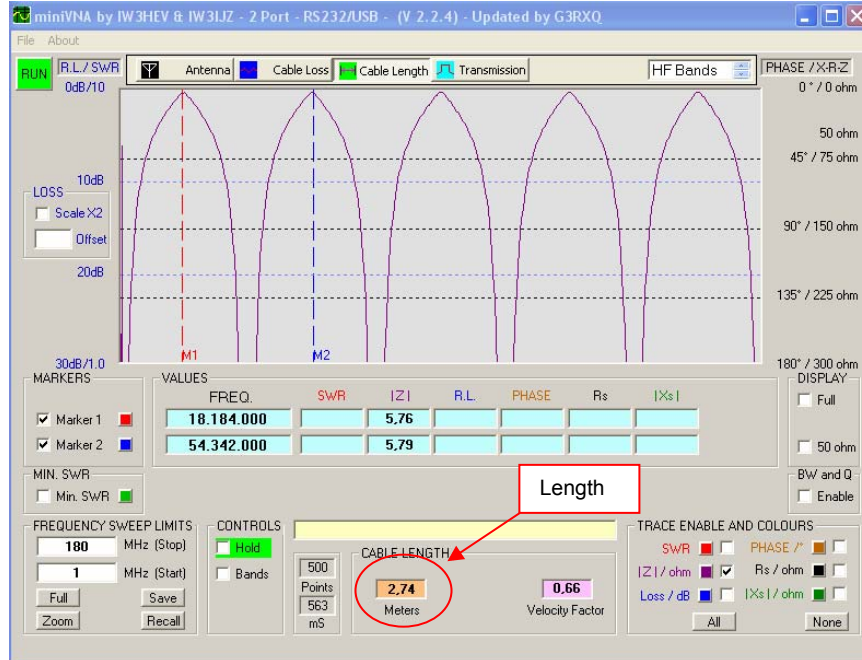 miniVNA by IW3HEV & IW3IJZ - 2 Port - RS232/USB - (V 2.2.4) - Updated by G3RXQ
File About
RUN R.L./SWR Antenna Cable Loss Cable Length Transmission HF Bands PHASE /X-R-Z
0dB/10 0 ° / 0 ohm
50 ohm
45° / 75 ohm
10dB
LOSS
Scale X2
Offset 90° / 150 ohm
20dB
135° / 225 ohm
M1 M2
30dB/1.0 180° / 300 ohm
MARKERS VALUES DISPLAY
FREQ. SWR |Z| R.L. PHASE Rs |Xs| Full
Marker 1 18.184.000 5,76
Marker 2 54.342.000 5,79 50 ohm
MIN. SWR BW and Q
Min. SWR Length Enable
FREQUENCY SWEEP LIMITS CONTROLS TRACE ENABLE AND COLOURS
180 MHz (Stop) Hold CABLE LENGTH SWR PHASE /°
1 MHz (Start) Bands 500 Points 2,74 0,66 |Z| / ohm Rs / ohm
Full Save 563 Meters Velocity Factor Loss / dB |Xs| / ohm
Zoom Recall mS All None